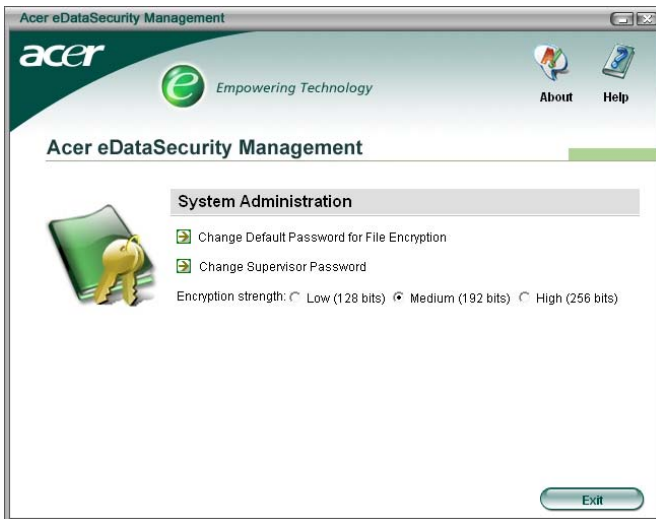 Acer eDataSecurity Management
acer
e Empowering Technology
About Help
Acer eDataSecurity Management
System Administration
Change Default Password for File Encryption
Change Supervisor Password
Encryption strength: Low (128 bits) Medium (192 bits) High (256 bits)
Exit